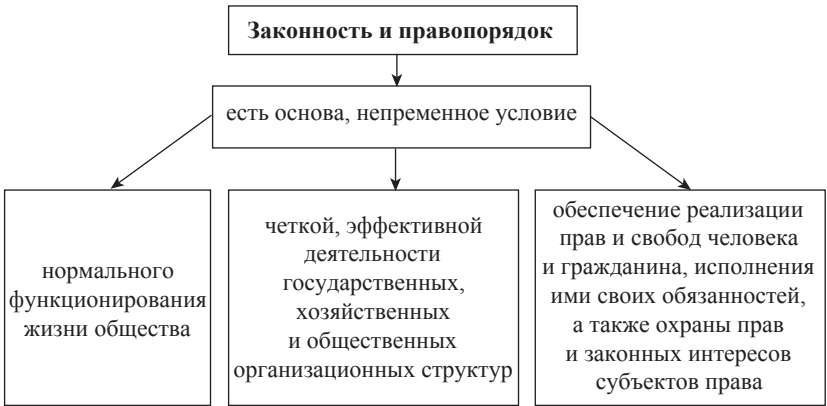 Законность и правопорядок
есть основа, непременное условие
нормального
функционирования
жизни общества
четкой, эффективной
деятельности
государственных,
хозяйственных
и общественных
организационных структур
обеспечение реализации
прав и свобод человека
и гражданина, исполнения
ими своих обязанностей,
а также охраны прав
и законных интересов
субъектов права